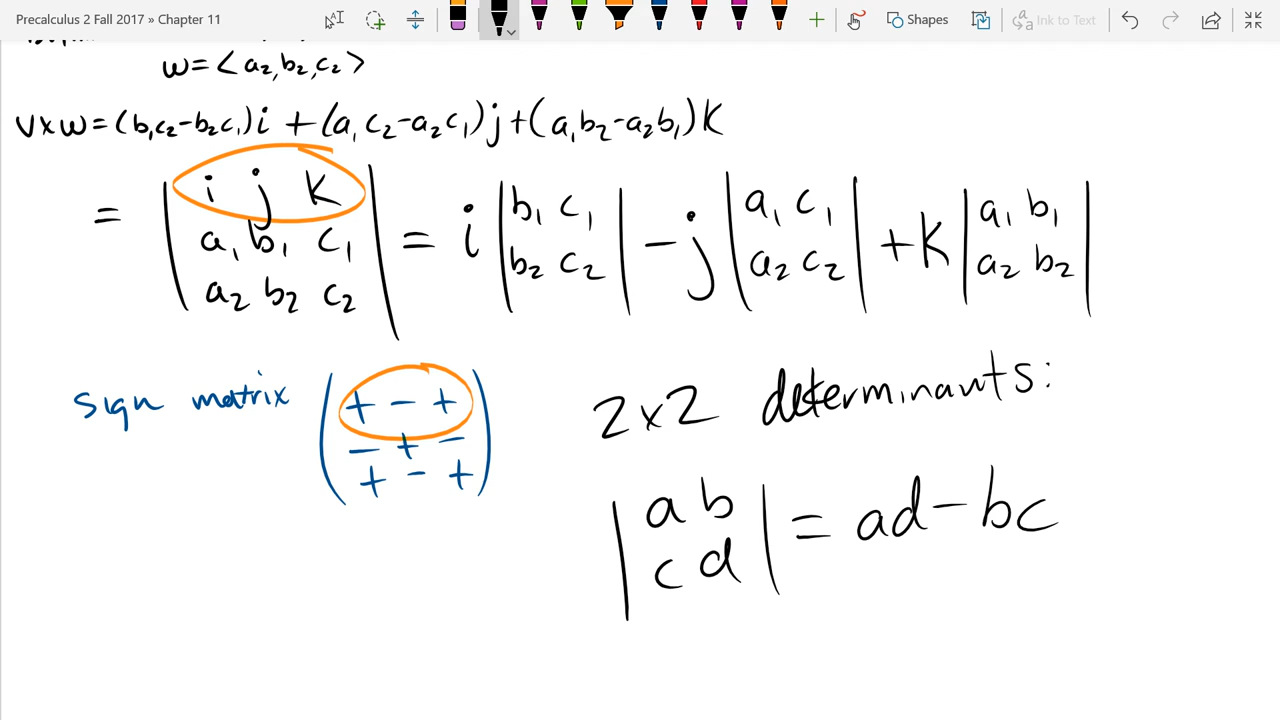 Precalculus 2 Fall 2017 » Chapter 11
Shapes
Ink to Text
w=<a₂,b₂,c₂>
v×w=(b₁c₂-b₂c₁)i+(a₁c₂-a₂c₁)j+(a₁b₂-a₂b₁)k
= | i j k | = i | b₁ c₁ | - j | a₁ c₁ | + k | a₁ b₁ |
| a₁ b₁ c₁ | | b₂ c₂ | | a₂ c₂ | | a₂ b₂ |
| a₂ b₂ c₂ |
sign matrix ( + - + )
( - + - )
( + - + )
2x2 determinants:
| a b | = ad-bc
| c d |